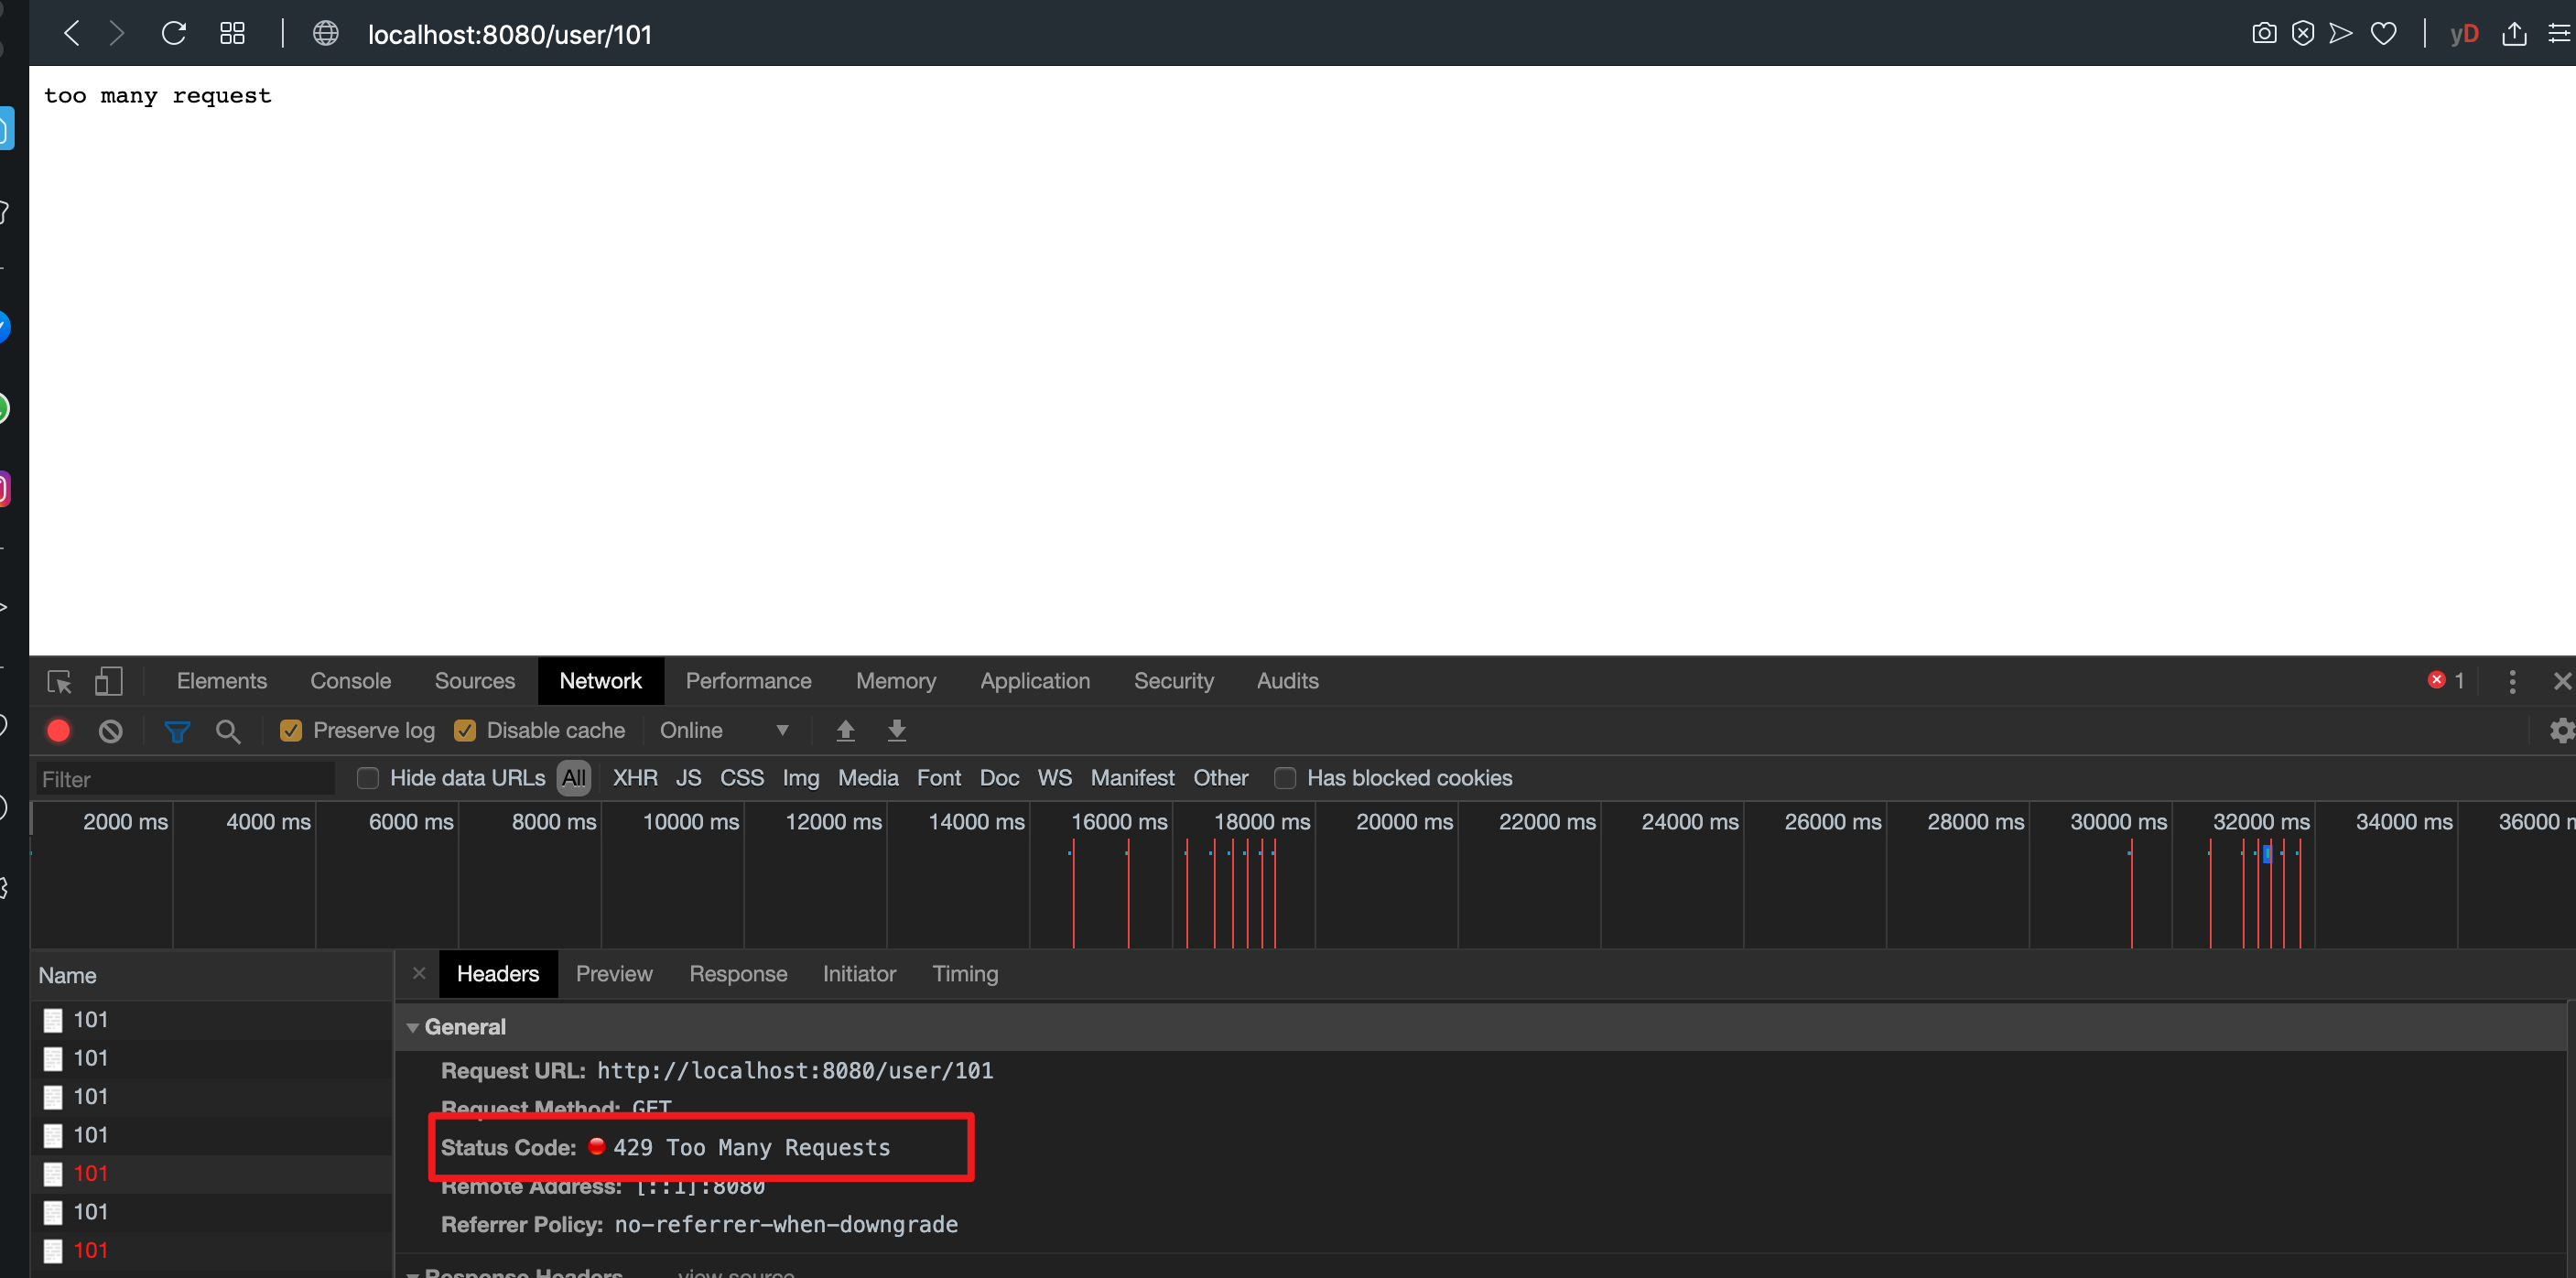 localhost:8080/user/101
yD
too many request
Elements Console Sources Network Performance Memory Application Security Audits 1
Preserve log Disable cache Online
Filter Hide data URLs All XHR JS CSS Img Media Font Doc WS Manifest Other Has blocked cookies
2000 ms 4000 ms 6000 ms 8000 ms 10000 ms 12000 ms 14000 ms 16000 ms 18000 ms 20000 ms 22000 ms 24000 ms 26000 ms 28000 ms 30000 ms 32000 ms 34000 ms 36000
Name
Headers Preview Response Initiator Timing
101
General
101
Request URL: http://localhost:8080/user/101
101
Request Method: GET
101
Status Code: 429 Too Many Requests
101
Remote Address: [::1]:8080
101
Referrer Policy: no-referrer-when-downgrade
101
Response Headers view source